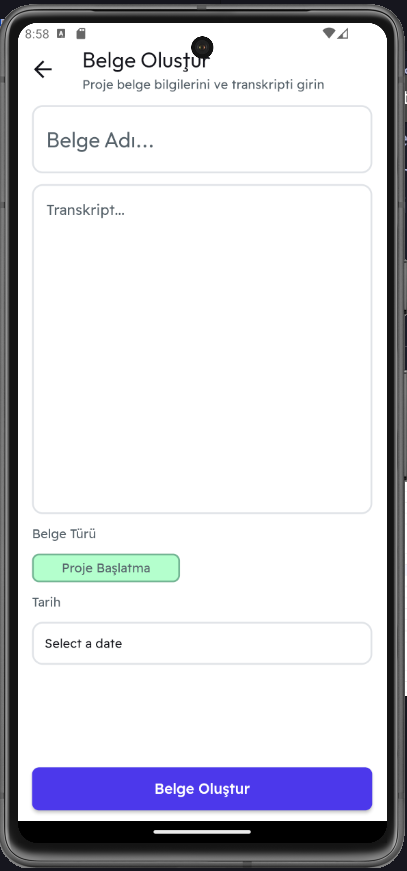 8:58
Belge Oluştur
Proje belge bilgilerini ve transkripti girin
Belge Adı...
Transkript...
Belge Türü
Proje Başlatma
Tarih
Select a date
Belge Oluştur